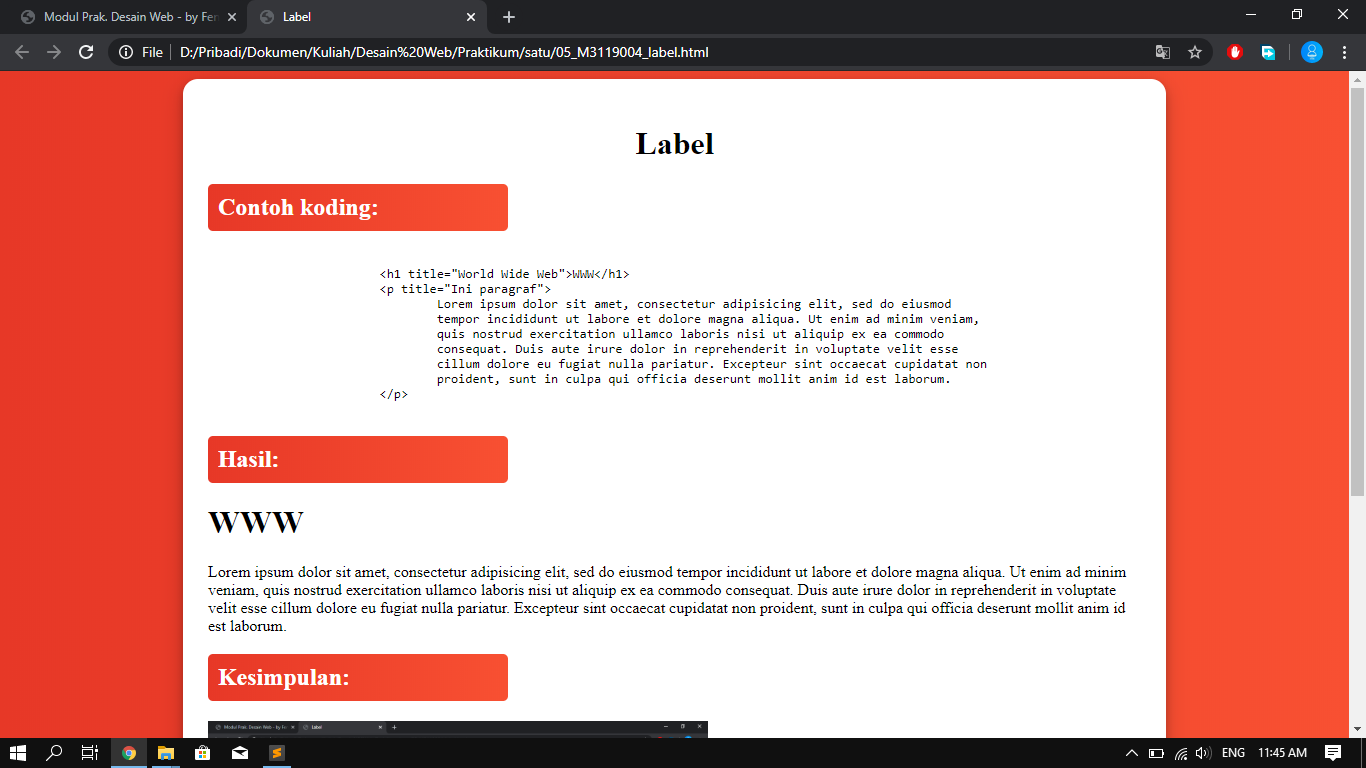 Modul Prak. Desain Web - by Fer
Label
File
D:/Pribadi/Dokumen/Kuliah/Desain%20Web/Praktikum/satu/05_M3119004_label.html
Label
Contoh koding:
<h1 title="World Wide Web">WWW</h1>
<p title="Ini paragraf">
Lorem ipsum dolor sit amet, consectetur adipisicing elit, sed do eiusmod
tempor incididunt ut labore et dolore magna aliqua. Ut enim ad minim veniam,
quis nostrud exercitation ullamco laboris nisi ut aliquip ex ea commodo
consequat. Duis aute irure dolor in reprehenderit in voluptate velit esse
cillum dolore eu fugiat nulla pariatur. Excepteur sint occaecat cupidatat non
proident, sunt in culpa qui officia deserunt mollit anim id est laborum.
</p>
Hasil:
WWW
Lorem ipsum dolor sit amet, consectetur adipisicing elit, sed do eiusmod tempor incididunt ut labore et dolore magna aliqua. Ut enim ad minim
veniam, quis nostrud exercitation ullamco laboris nisi ut aliquip ex ea commodo consequat. Duis aute irure dolor in reprehenderit in voluptate
velit esse cillum dolore eu fugiat nulla pariatur. Excepteur sint occaecat cupidatat non proident, sunt in culpa qui officia deserunt mollit anim id
est laborum.
Kesimpulan:
Modul Prak. Desain Web - by Fe
Label
ENG
11:45 AM